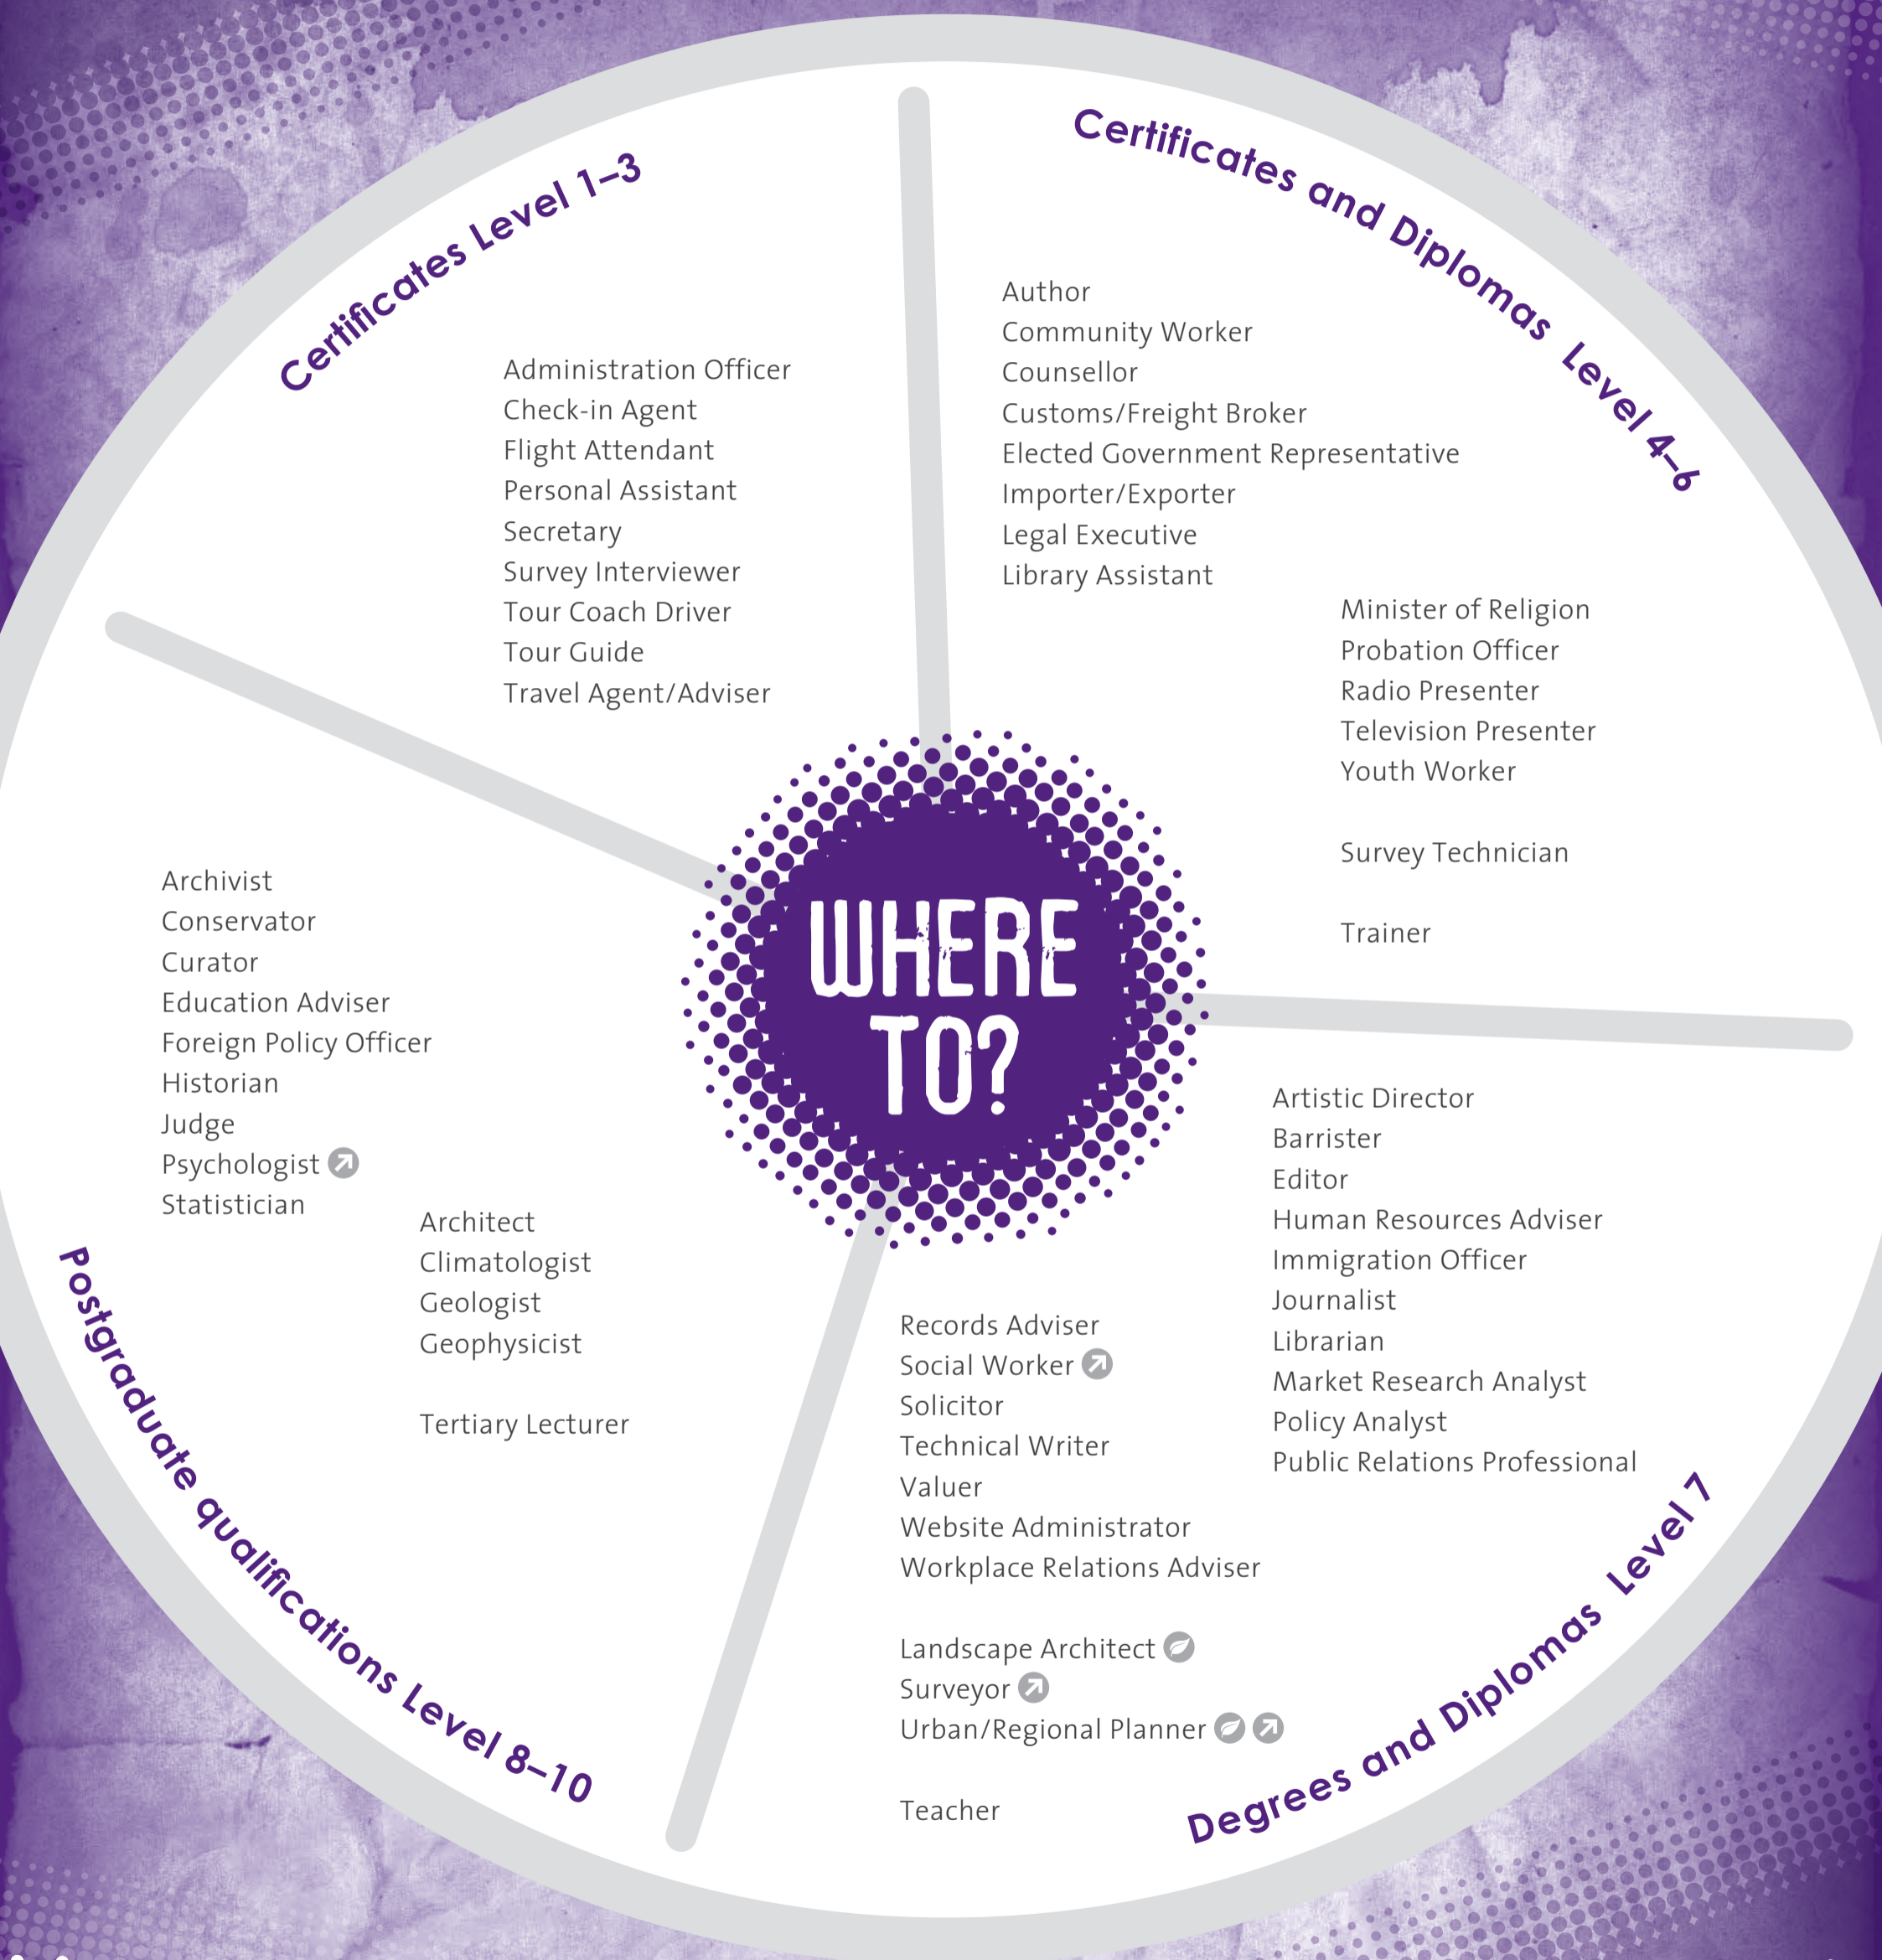 Certificates Level 1–3
Administration Officer
Check-in Agent
Flight Attendant
Personal Assistant
Secretary
Survey Interviewer
Tour Coach Driver
Tour Guide
Travel Agent/Adviser
Certificates and Diplomas Level 4–6
Author
Community Worker
Counsellor
Customs/Freight Broker
Elected Government Representative
Importer/Exporter
Legal Executive
Library Assistant
Minister of Religion
Probation Officer
Radio Presenter
Television Presenter
Youth Worker
Survey Technician
Trainer
WHERE
TO?
Archivist
Conservator
Curator
Education Adviser
Foreign Policy Officer
Historian
Judge
Psychologist
Statistician
Architect
Climatologist
Geologist
Geophysicist
Tertiary Lecturer
Postgraduate qualifications Level 8–10
Artistic Director
Barrister
Editor
Human Resources Adviser
Immigration Officer
Journalist
Librarian
Market Research Analyst
Policy Analyst
Public Relations Professional
Records Adviser
Social Worker
Solicitor
Technical Writer
Valuer
Website Administrator
Workplace Relations Adviser
Landscape Architect
Surveyor
Urban/Regional Planner
Teacher
Degrees and Diplomas Level 7